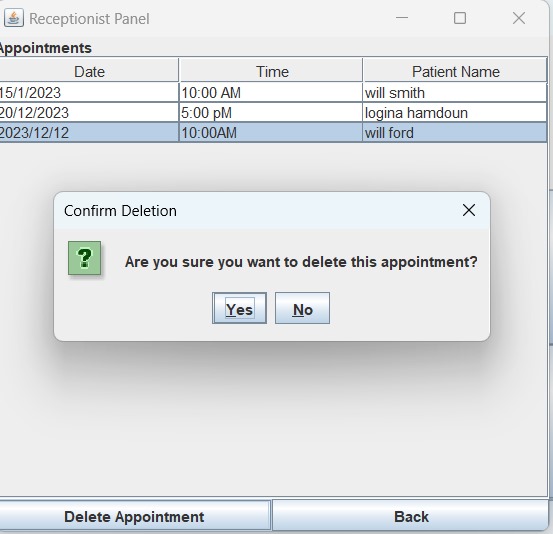 Receptionist Panel
Appointments
Date Time Patient Name
15/1/2023 10:00 AM will smith
20/12/2023 5:00 pM logina hamdoun
2023/12/12 10:00AM will ford
Confirm Deletion
? Are you sure you want to delete this appointment?
Yes No
Delete Appointment Back